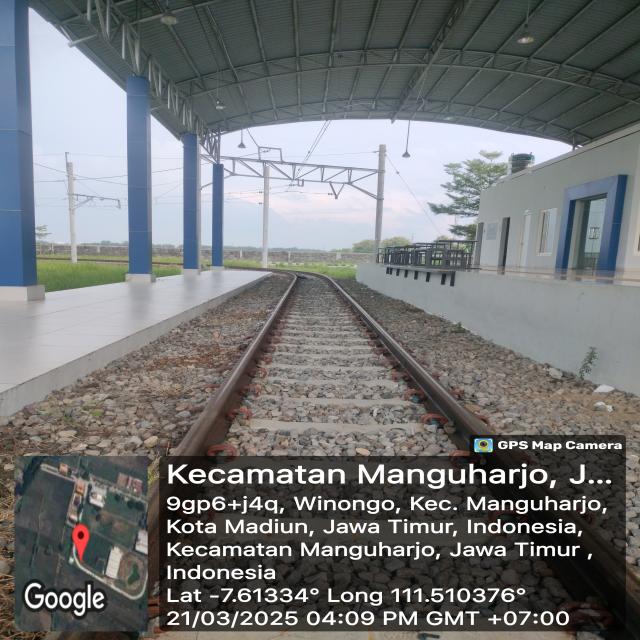 GPS Map Camera
Kecamatan Manguharjo, J...
9gp6+j4q, Winongo, Kec. Manguharjo,
Kota Madiun, Jawa Timur, Indonesia,
Kecamatan Manguharjo, Jawa Timur ,
Indonesia
Lat -7.61334° Long 111.510376°
21/03/2025 04:09 PM GMT +07:00
Google